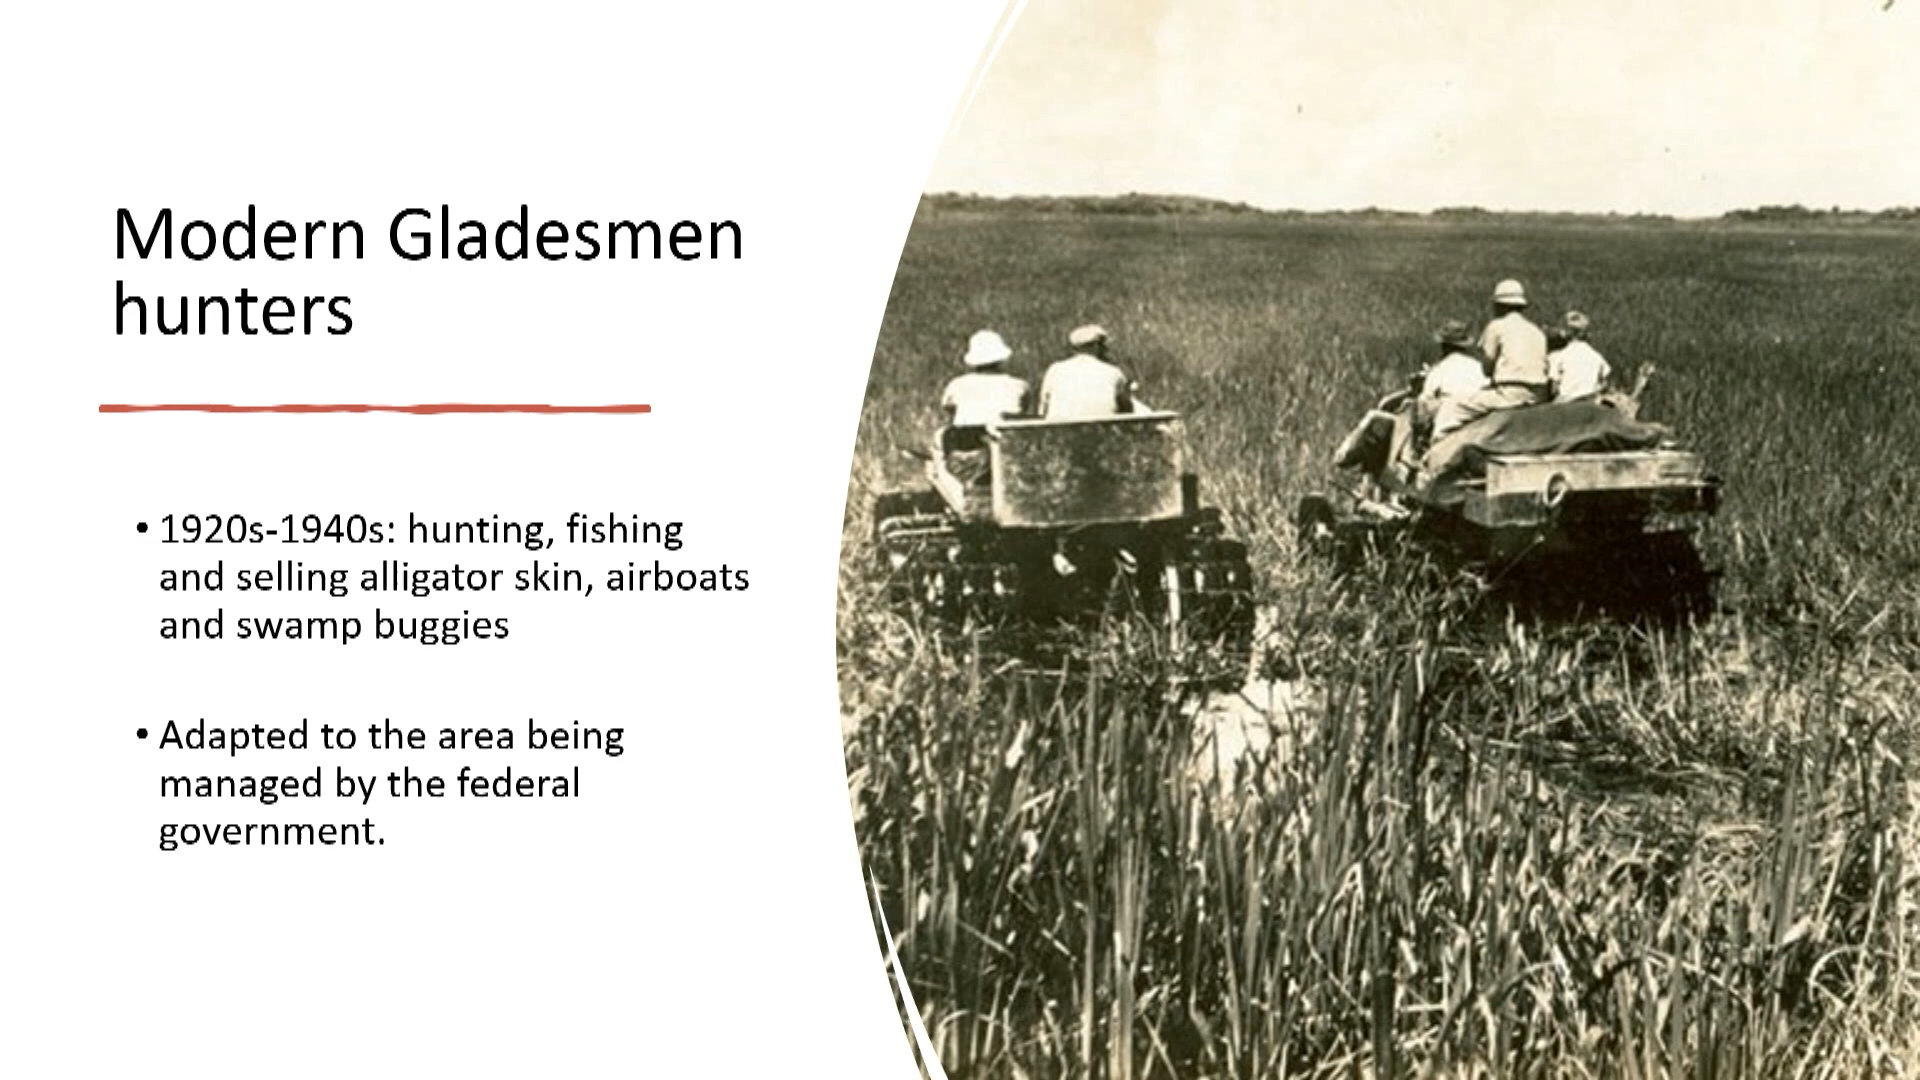 Modern Gladesmen
hunters
• 1920s-1940s: hunting, fishing
and selling alligator skin, airboats
and swamp buggies
• Adapted to the area being
managed by the federal
government.